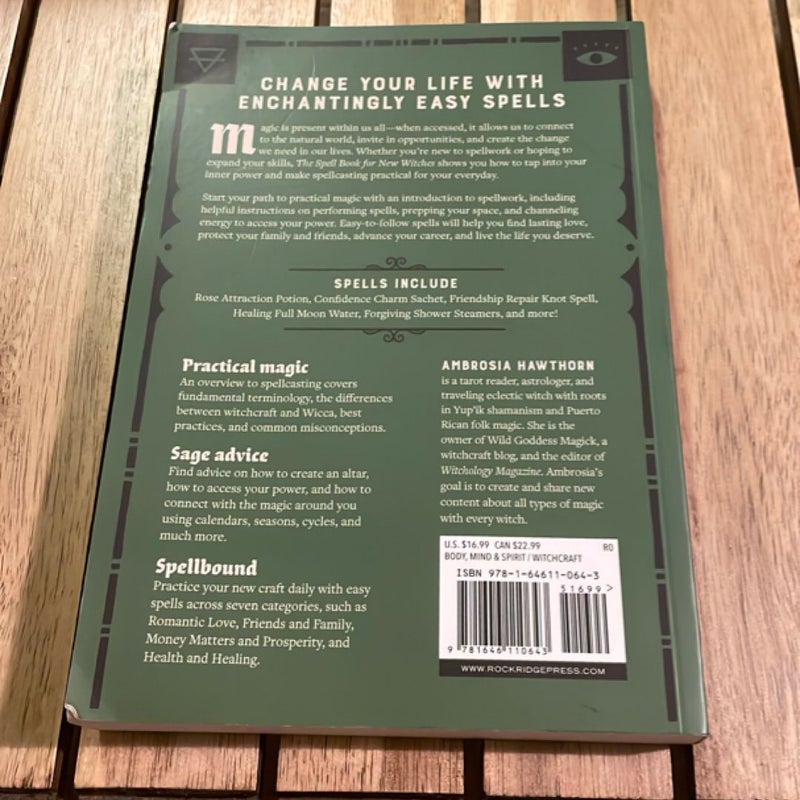 CHANGE YOUR LIFE WITH
ENCHANTINGLY EASY SPELLS
Magic is present within us all—when accessed, it allows us to connect
to the natural world, invite in opportunities, and create the change
we need in our lives. Whether you're new to spellwork or hoping to
expand your skills, The Spell Book for New Witches shows you how to tap into your
inner power and make spellcasting practical for your everyday.
Start your path to practical magic with an introduction to spellwork, including
helpful instructions on performing spells, prepping your space, and channeling
energy to access your power. Easy-to-follow spells will help you find lasting love,
protect your family and friends, advance your career, and live the life you deserve.
SPELLS INCLUDE
Rose Attraction Potion, Confidence Charm Sachet, Friendship Repair Knot Spell,
Healing Full Moon Water, Forgiving Shower Steamers, and more!
Practical magic
An overview to spellcasting covers
fundamental terminology, the differences
between witchcraft and Wicca, best
practices, and common misconceptions.
Sage advice
Find advice on how to create an altar,
how to access your power, and how to
connect with the magic around you
using calendars, seasons, cycles, and
much more.
Spellbound
Practice your new craft daily with easy
spells across seven categories, such as
Romantic Love, Friends and Family,
Money Matters and Prosperity, and
Health and Healing.
AMBROSIA HAWTHORN
is a tarot reader, astrologer, and
traveling eclectic witch with roots
in Yup'ik shamanism and Puerto
Rican folk magic. She is the
owner of Wild Goddess Magick, a
witchcraft blog, and the editor of
Witchology Magazine. Ambrosia's
goal is to create and share new
content about all types of magic
with every witch.
U.S. $16.99 CAN $22.99 R0
BODY, MIND & SPIRIT / WITCHCRAFT
ISBN 978-1-64611-064-3
51699>
9 781646 110643
WWW.ROCKRIDGEPRESS.COM